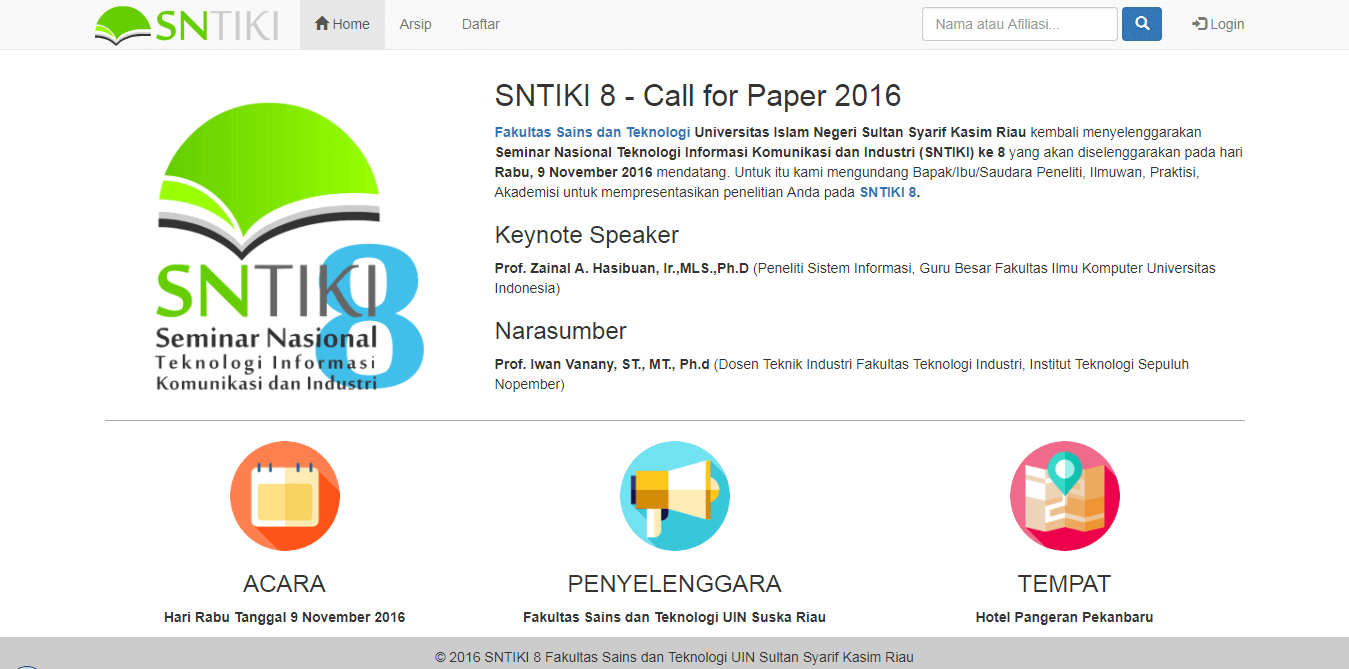 SNTIKI Home Arsip Daftar Nama atau Afiliasi... Login
SNTIKI 8 - Call for Paper 2016
Fakultas Sains dan Teknologi Universitas Islam Negeri Sultan Syarif Kasim Riau kembali menyelenggarakan
Seminar Nasional Teknologi Informasi Komunikasi dan Industri (SNTIKI) ke 8 yang akan diselenggarakan pada hari
Rabu, 9 November 2016 mendatang. Untuk itu kami mengundang Bapak/Ibu/Saudara Peneliti, Ilmuwan, Praktisi,
Akademisi untuk mempresentasikan penelitian Anda pada SNTIKI 8.
SNTIKI 8
Seminar Nasional
Teknologi Informasi
Komunikasi dan Industri
Keynote Speaker
Prof. Zainal A. Hasibuan, Ir.,MLS.,Ph.D (Peneliti Sistem Informasi, Guru Besar Fakultas Ilmu Komputer Universitas
Indonesia)
Narasumber
Prof. Iwan Vanany, ST., MT., Ph.d (Dosen Teknik Industri Fakultas Teknologi Industri, Institut Teknologi Sepuluh
Nopember)
ACARA
Hari Rabu Tanggal 9 November 2016
PENYELENGGARA
Fakultas Sains dan Teknologi UIN Suska Riau
TEMPAT
Hotel Pangeran Pekanbaru
© 2016 SNTIKI 8 Fakultas Sains dan Teknologi UIN Sultan Syarif Kasim Riau